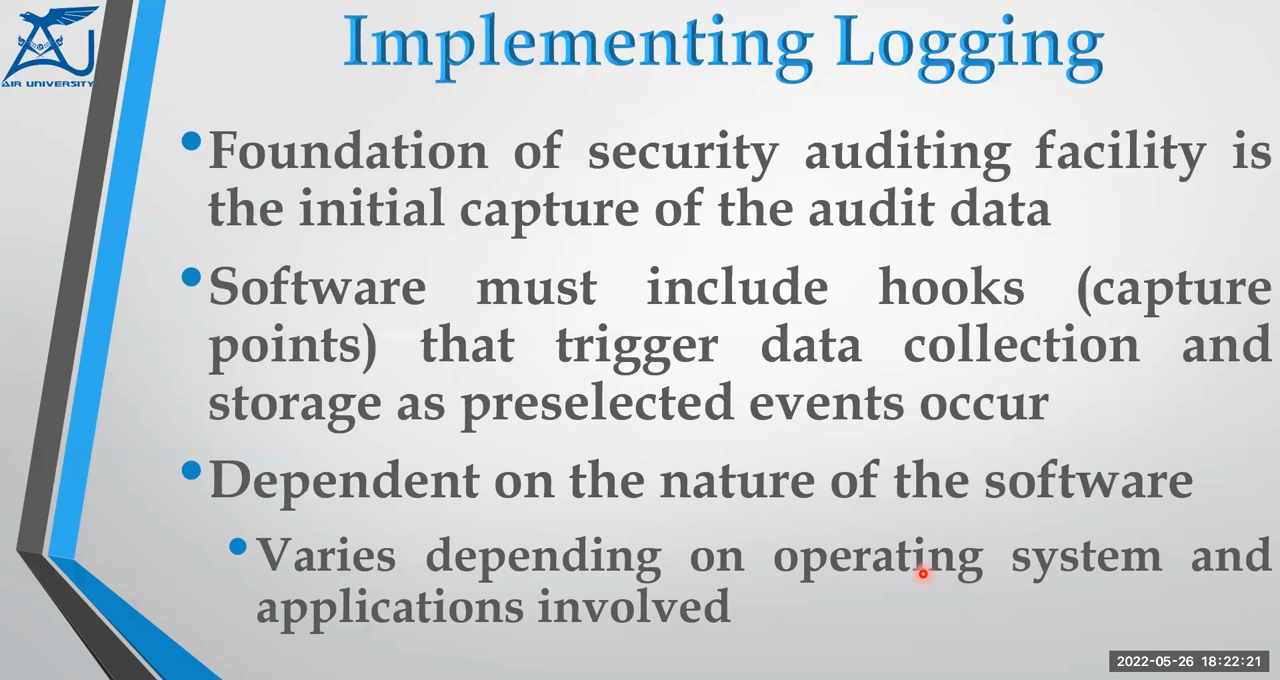 AIR UNIVERSITY
Implementing Logging
•Foundation of security auditing facility is
the initial capture of the audit data
•Software must include hooks (capture
points) that trigger data collection and
storage as preselected events occur
•Dependent on the nature of the software
•Varies depending on operating system and
applications involved
2022-05-26 18:22:21